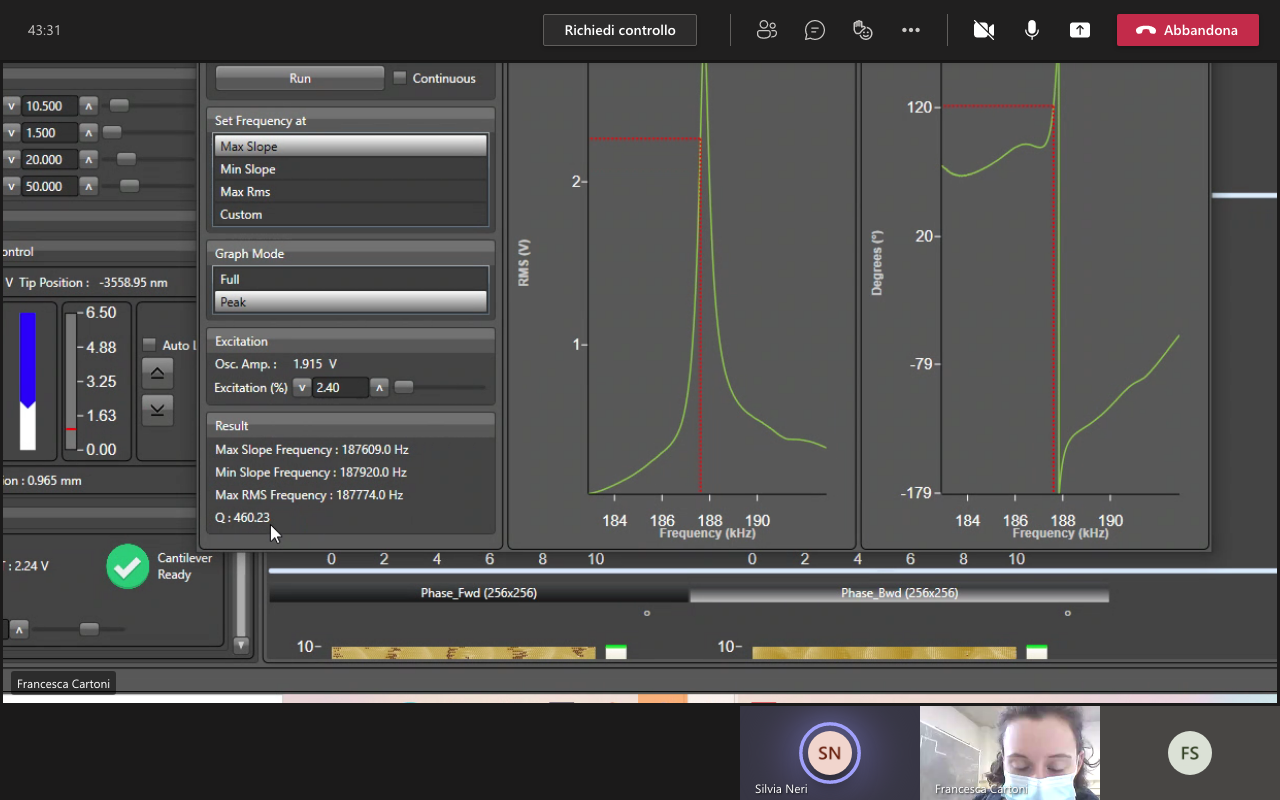 43:31
Richiedi controllo
Abbandona
10.500
1.500
20.000
50.000
ontrol
V Tip Position : -3558.95 nm
6.50
4.88
3.25
1.63
0.00
Auto L
on : 0.965 mm
: 2.24 V
Cantilever
Ready
Run
Continuous
Set Frequency at
Max Slope
Min Slope
Max Rms
Custom
Graph Mode
Full
Peak
Excitation
Osc. Amp. : 1.915 V
Excitation (%) 2.40
Result
Max Slope Frequency : 187609.0 Hz
Min Slope Frequency : 187920.0 Hz
Max RMS Frequency : 187774.0 Hz
Q : 460.23
RMS (V)
2
1
184 186 188 190
Frequency (kHz)
Degrees (°)
120
20
-79
-179
184 186 188 190
Frequency (kHz)
0 2 4 6 8 10
0 2 4 6 8 10
Phase_Fwd (256x256)
Phase_Bwd (256x256)
°
°
10
10
Francesca Cartoni
SN
Silvia Neri
Francesca Cartoni
FS